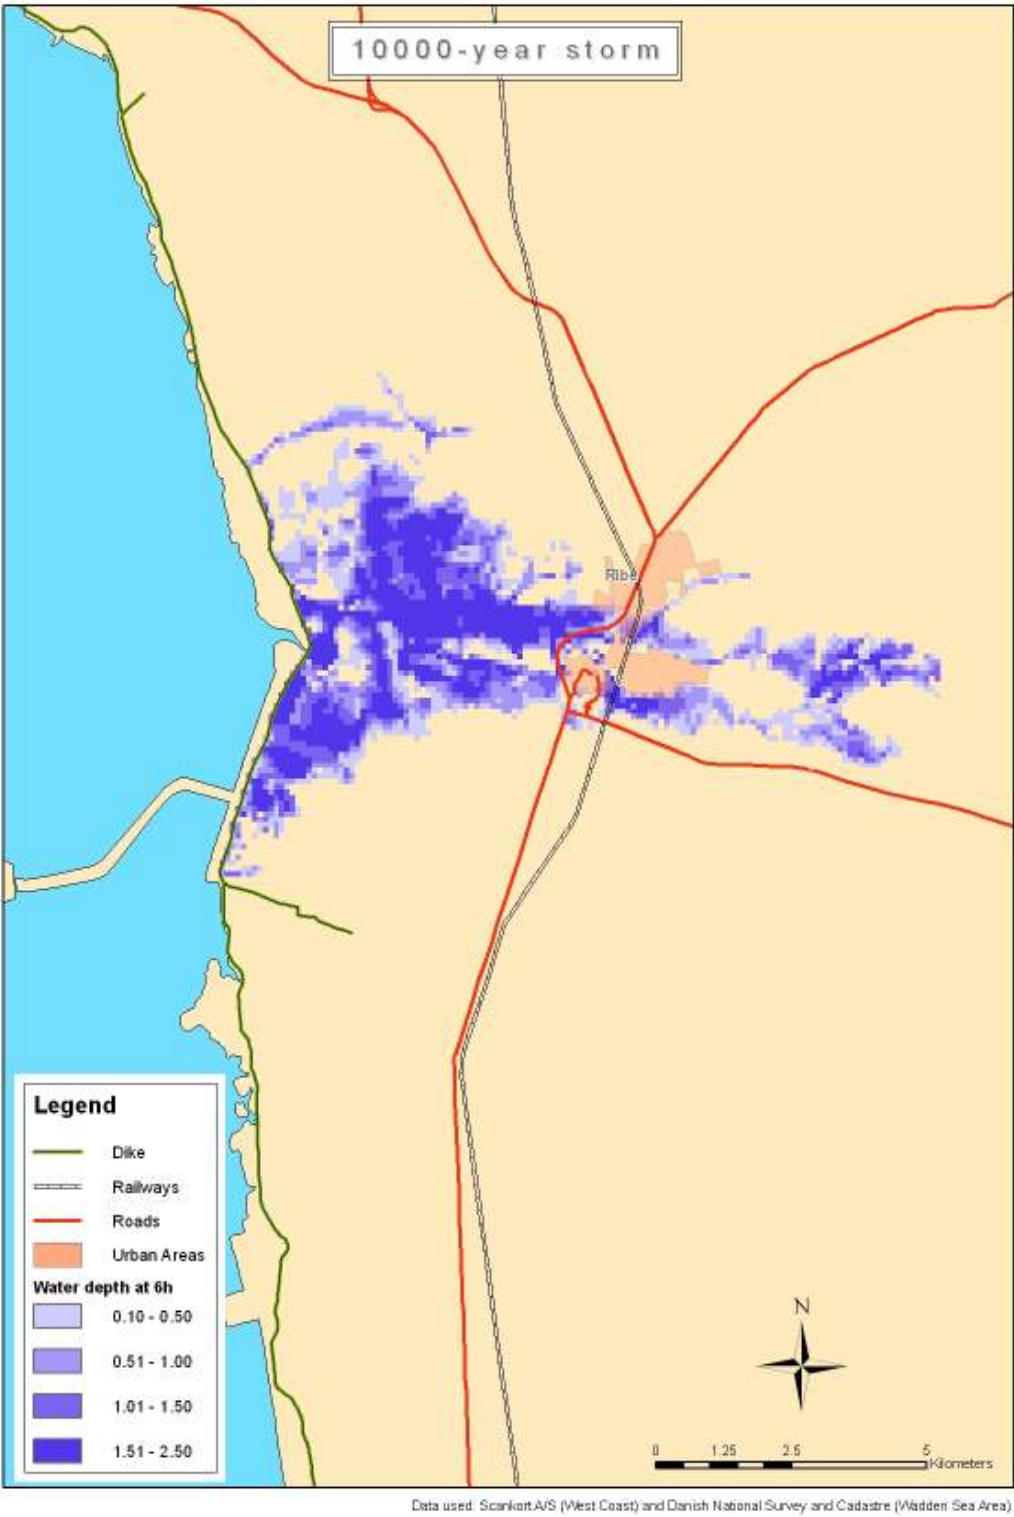 10000-year storm
Ribe
Legend
Dike
Railways
Roads
Urban Areas
Water depth at 6h
0.10 - 0.50
0.51 - 1.00
1.01 - 1.50
1.51 - 2.50
N
0 1.25 2.5 5
Kilometers
Data used: Scankort A/S (West Coast) and Danish National Survey and Cadastre (Wadden Sea Area)